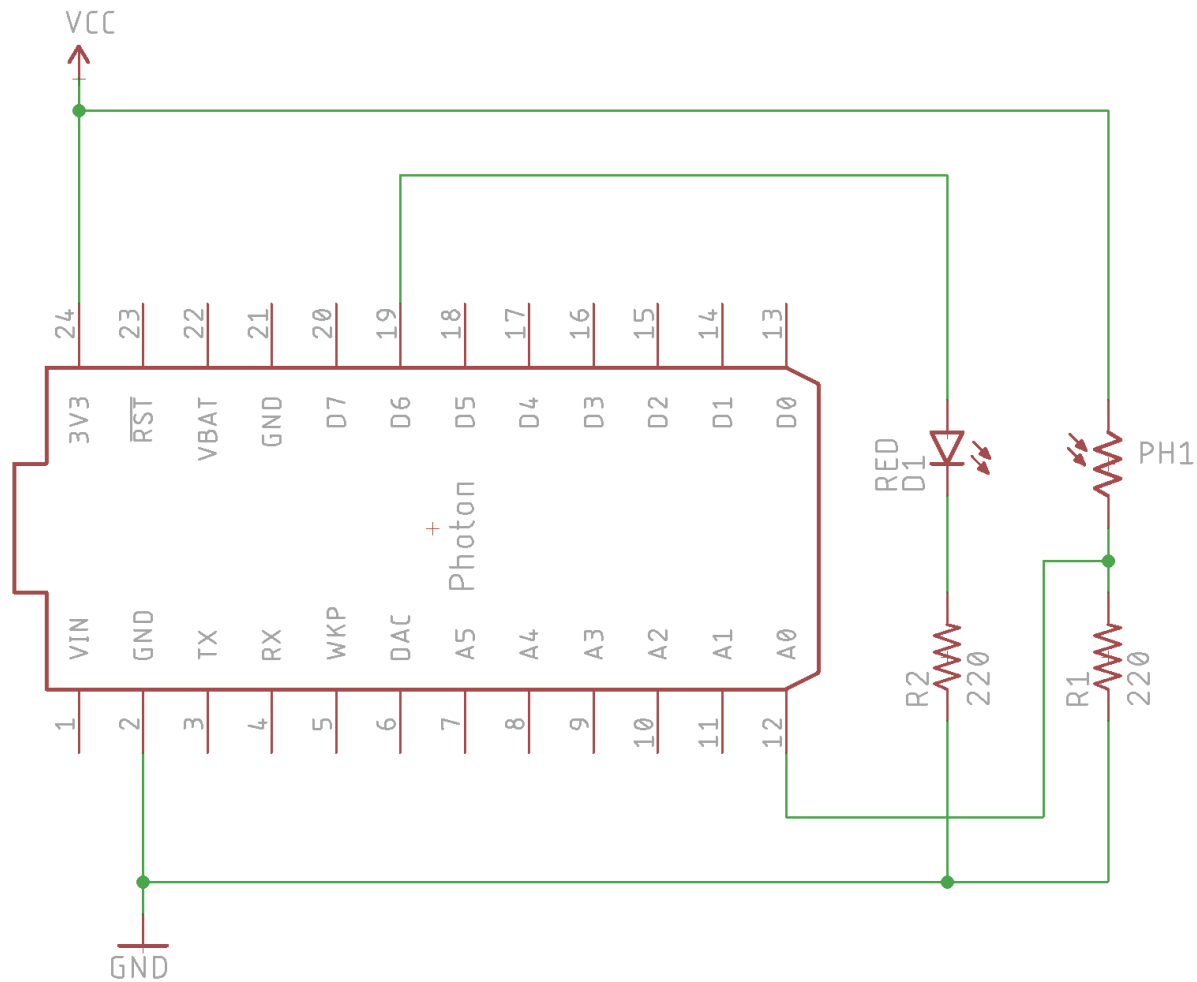 VCC
24
23
22
21
20
19
18
17
16
15
14
13
3V3
RST
VBAT
GND
D7
D6
D5
D4
D3
D2
D1
D0
RED
D1
PH1
Photon
VIN
GND
TX
RX
WKP
DAC
A5
A4
A3
A2
A1
A0
R2
220
R1
220
1
2
3
4
5
6
7
8
9
10
11
12
GND